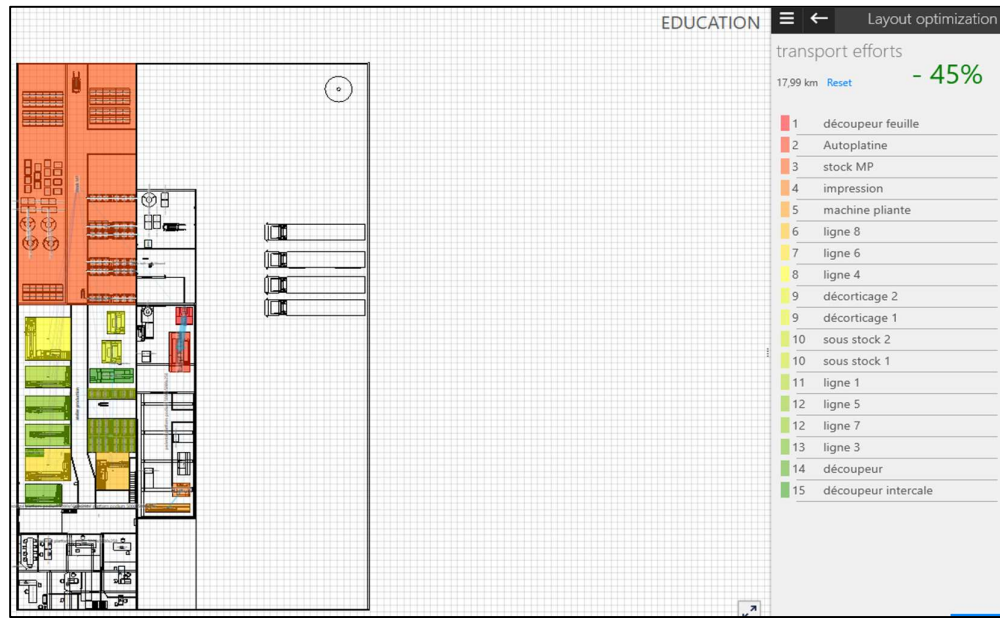 EDUCATION
Layout optimization
transport efforts
17,99 km Reset - 45%
1 découpeur feuille
2 Autoplatine
3 stock MP
4 impression
5 machine pliante
6 ligne 8
7 ligne 6
8 ligne 4
9 décorticage 2
9 décorticage 1
10 sous stock 2
10 sous stock 1
11 ligne 1
12 ligne 5
12 ligne 7
13 ligne 3
14 découpeur
15 découpeur intercale